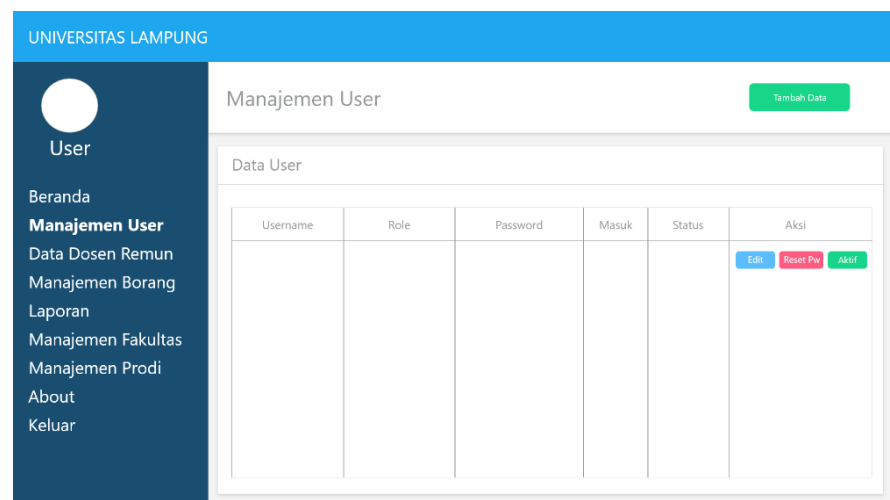 UNIVERSITAS LAMPUNG
User
Beranda
Manajemen User
Data Dosen Remun
Manajemen Borang
Laporan
Manajemen Fakultas
Manajemen Prodi
About
Keluar
Manajemen User
Tambah Data
Data User
Username Role Password Masuk Status Aksi
Edit Reset Pw Aktif